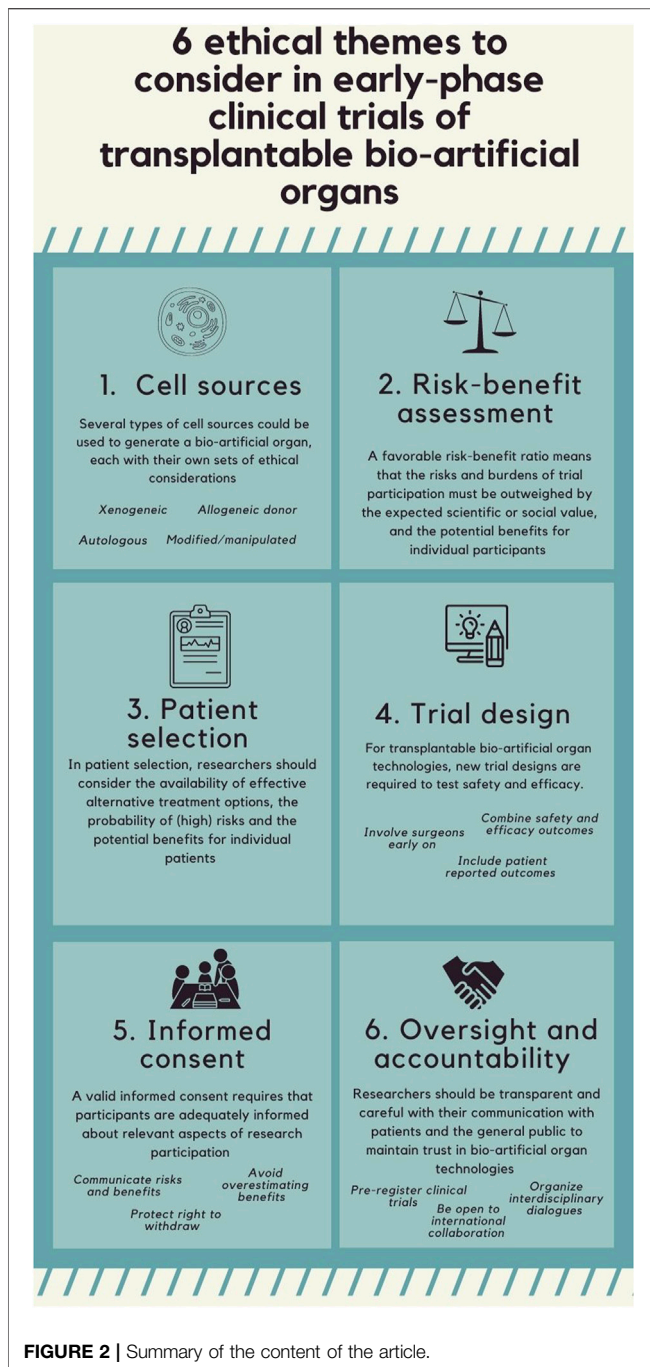 6 ethical themes to
consider in early-phase
clinical trials of
transplantable bio-artificial
organs
1. Cell sources
Several types of cell sources could be
used to generate a bio-artificial organ,
each with their own sets of ethical
considerations
Xenogeneic Allogeneic donor
Autologous Modified/manipulated
2. Risk-benefit
assessment
A favorable risk-benefit ratio means
that the risks and burdens of trial
participation must be outweighed by
the expected scientific or social value,
and the potential benefits for
individual participants
3. Patient
selection
In patient selection, researchers should
consider the availability of effective
alternative treatment options, the
probability of (high) risks and the
potential benefits for individual
patients
4. Trial design
For transplantable bio-artificial organ
technologies, new trial designs are
required to test safety and efficacy.
Involve surgeons
early on
Combine safety and
efficacy outcomes
Include patient
reported outcomes
5. Informed
consent
A valid informed consent requires that
participants are adequately informed
about relevant aspects of research
participation
Communicate risks
and benefits
Avoid
overestimating
benefits
Protect right to
withdraw
6. Oversight and
accountability
Researchers should be transparent and
careful with their communication with
patients and the general public to
maintain trust in bio-artificial organ
technologies
Pre-register clinical
trials
Be open to
international
collaboration
Organize
interdisciplinary
dialogues
FIGURE 2 | Summary of the content of the article.